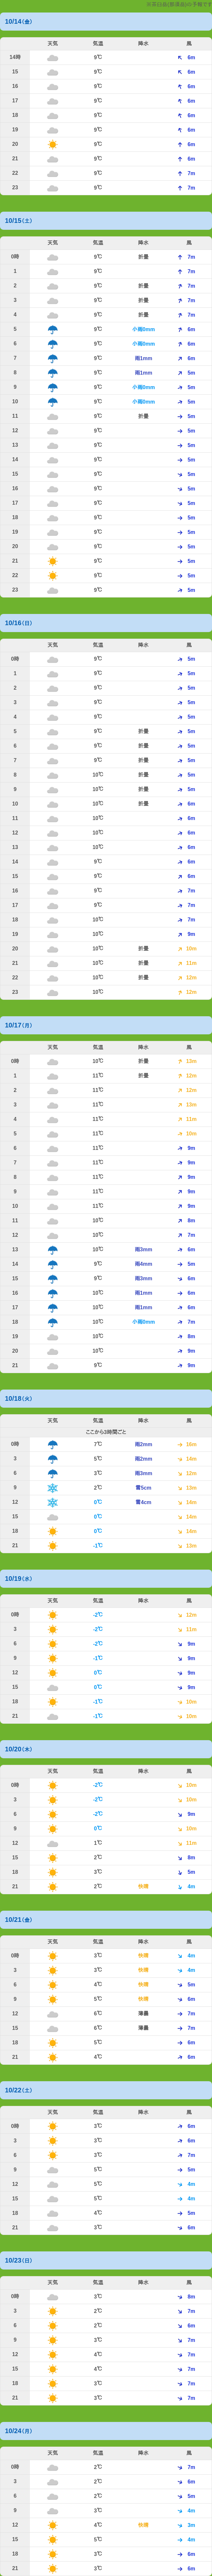 10/14(金)
天気 気温 降水 風
14時 9℃ 6m
15 9℃ 6m
16 9℃ 6m
17 9℃ 6m
18 9℃ 6m
19 9℃ 6m
20 9℃ 6m
21 9℃ 6m
22 9℃ 7m
23 9℃ 7m
10/15(土)
天気 気温 降水 風
0時 9℃ 折曇 7m
1 9℃ 7m
2 9℃ 折曇 7m
3 9℃ 折曇 7m
4 9℃ 折曇 7m
5 9℃ 小雨0mm 6m
6 9℃ 小雨0mm 6m
7 9℃ 雨1mm 6m
8 9℃ 雨1mm 5m
9 9℃ 小雨0mm 5m
10 9℃ 小雨0mm 5m
11 9℃ 折曇 5m
12 9℃ 5m
13 9℃ 5m
14 9℃ 5m
15 9℃ 5m
16 9℃ 5m
17 9℃ 5m
18 9℃ 5m
19 9℃ 5m
20 9℃ 5m
21 9℃ 5m
22 9℃ 5m
23 9℃ 5m
10/16(日)
天気 気温 降水 風
0時 9℃ 5m
1 9℃ 5m
2 9℃ 5m
3 9℃ 5m
4 9℃ 5m
5 9℃ 折曇 5m
6 9℃ 折曇 5m
7 9℃ 折曇 5m
8 10℃ 折曇 5m
9 10℃ 折曇 5m
10 10℃ 折曇 6m
11 10℃ 6m
12 10℃ 6m
13 10℃ 6m
14 9℃ 6m
15 9℃ 6m
16 9℃ 7m
17 9℃ 7m
18 10℃ 7m
19 10℃ 9m
20 10℃ 折曇 10m
21 10℃ 折曇 11m
22 10℃ 折曇 12m
23 10℃ 12m
10/17(月)
天気 気温 降水 風
0時 10℃ 折曇 13m
1 11℃ 折曇 12m
2 11℃ 12m
3 11℃ 13m
4 11℃ 11m
5 11℃ 10m
6 11℃ 9m
7 11℃ 9m
8 11℃ 9m
9 11℃ 9m
10 11℃ 9m
11 10℃ 8m
12 10℃ 7m
13 10℃ 雨3mm 6m
14 9℃ 雨4mm 5m
15 9℃ 雨3mm 6m
16 10℃ 雨1mm 6m
17 10℃ 雨1mm 6m
18 10℃ 小雨0mm 7m
19 10℃ 8m
20 10℃ 9m
21 9℃ 9m
10/18(火)
天気 気温 降水 風
ここから3時間ごと
0時 7℃ 雨2mm 16m
3 5℃ 雨2mm 14m
6 3℃ 雨3mm 12m
9 2℃ 雪5cm 13m
12 0℃ 雪4cm 14m
15 0℃ 14m
18 0℃ 14m
21 -1℃ 13m
10/19(水)
天気 気温 降水 風
0時 -2℃ 12m
3 -2℃ 11m
6 -2℃ 9m
9 -1℃ 9m
12 0℃ 9m
15 0℃ 9m
18 -1℃ 10m
21 -1℃ 10m
10/20(木)
天気 気温 降水 風
0時 -2℃ 10m
3 -2℃ 10m
6 -2℃ 9m
9 0℃ 10m
12 1℃ 11m
15 2℃ 8m
18 3℃ 5m
21 2℃ 快晴 4m
10/21(金)
天気 気温 降水 風
0時 3℃ 快晴 4m
3 3℃ 快晴 4m
6 4℃ 快晴 5m
9 5℃ 快晴 6m
12 6℃ 薄曇 7m
15 6℃ 薄曇 7m
18 5℃ 6m
21 4℃ 6m
10/22(土)
天気 気温 降水 風
0時 3℃ 6m
3 3℃ 6m
6 3℃ 7m
9 5℃ 5m
12 5℃ 4m
15 5℃ 4m
18 4℃ 5m
21 3℃ 6m
10/23(日)
天気 気温 降水 風
0時 3℃ 8m
3 2℃ 7m
6 2℃ 6m
9 3℃ 7m
12 4℃ 7m
15 4℃ 7m
18 3℃ 7m
21 3℃ 7m
10/24(月)
天気 気温 降水 風
0時 2℃ 7m
3 2℃ 6m
6 2℃ 5m
9 3℃ 4m
12 4℃ 快晴 3m
15 5℃ 4m
18 3℃ 6m
21 3℃ 6m